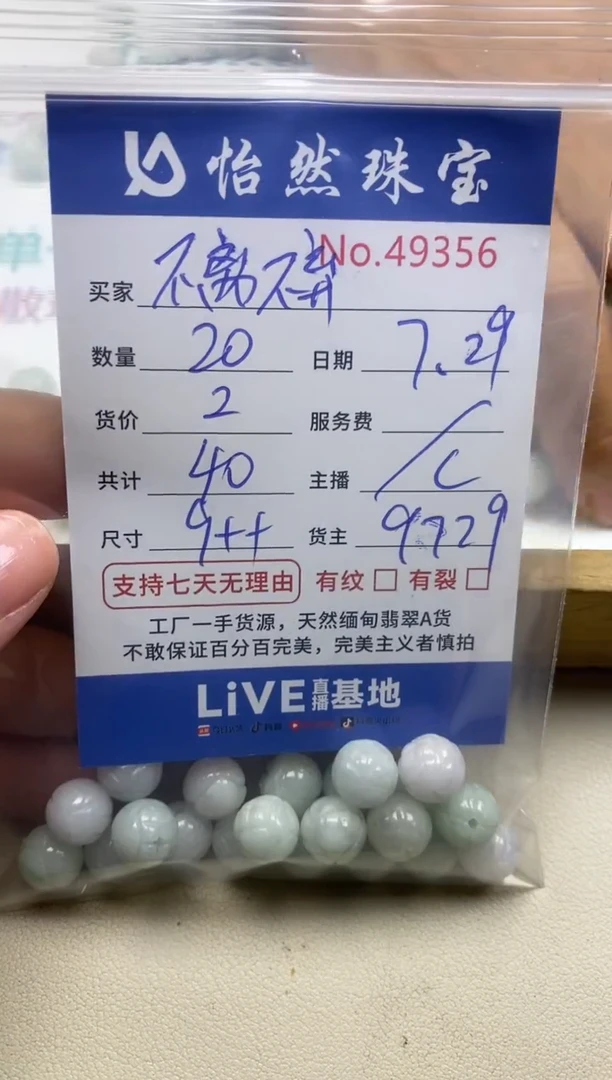 怡然珠宝
No.49356
买家 不离不弃
数量 20 日期 7.29
货价 2 服务费 /
共计 40 主播 C
尺寸 9++ 货主 9729
支持七天无理由 有纹 有裂
工厂一手货源，天然缅甸翡翠A货
不敢保证百分百完美，完美主义者慎拍
LiVE直播基地